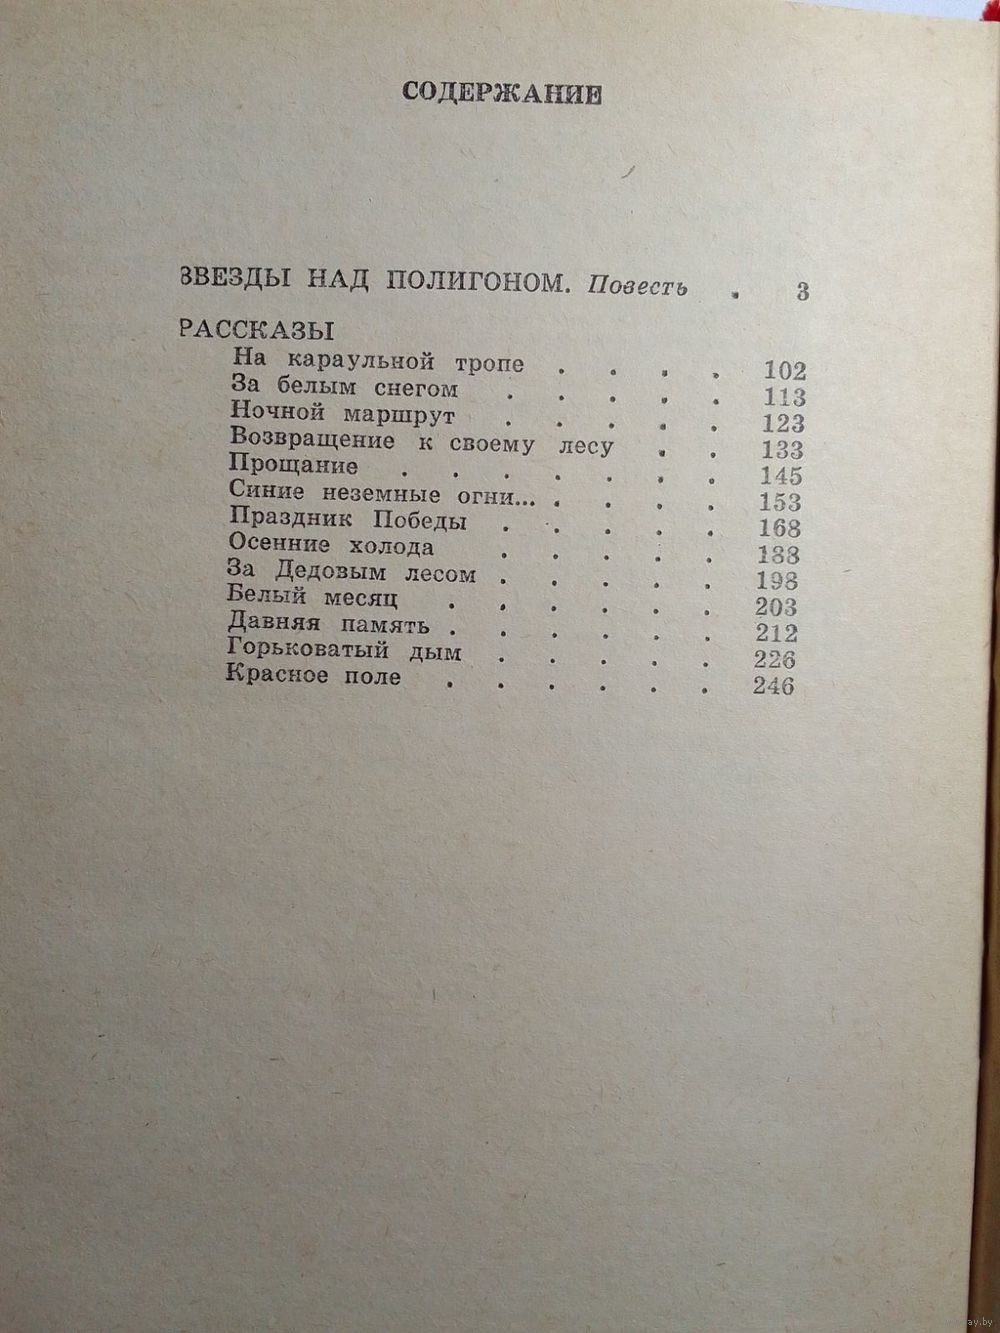 СОДЕРЖАНИЕ
ЗВЕЗДЫ НАД ПОЛИГОНОМ. Повесть . 3
РАССКАЗЫ
На караульной тропе . . . . 102
За белым снегом . . . . . 113
Ночной маршрут . . . . . 123
Возвращение к своему лесу . . 133
Прощание . . . . . . . 145
Синие неземные огни... . . . . 153
Праздник Победы . . . . . 168
Осенние холода . . . . . 188
За Дедовым лесом . . . . . 198
Белый месяц . . . . . . 203
Давняя память . . . . . . 212
Горьковатый дым . . . . . 226
Красное поле . . . . . . 246